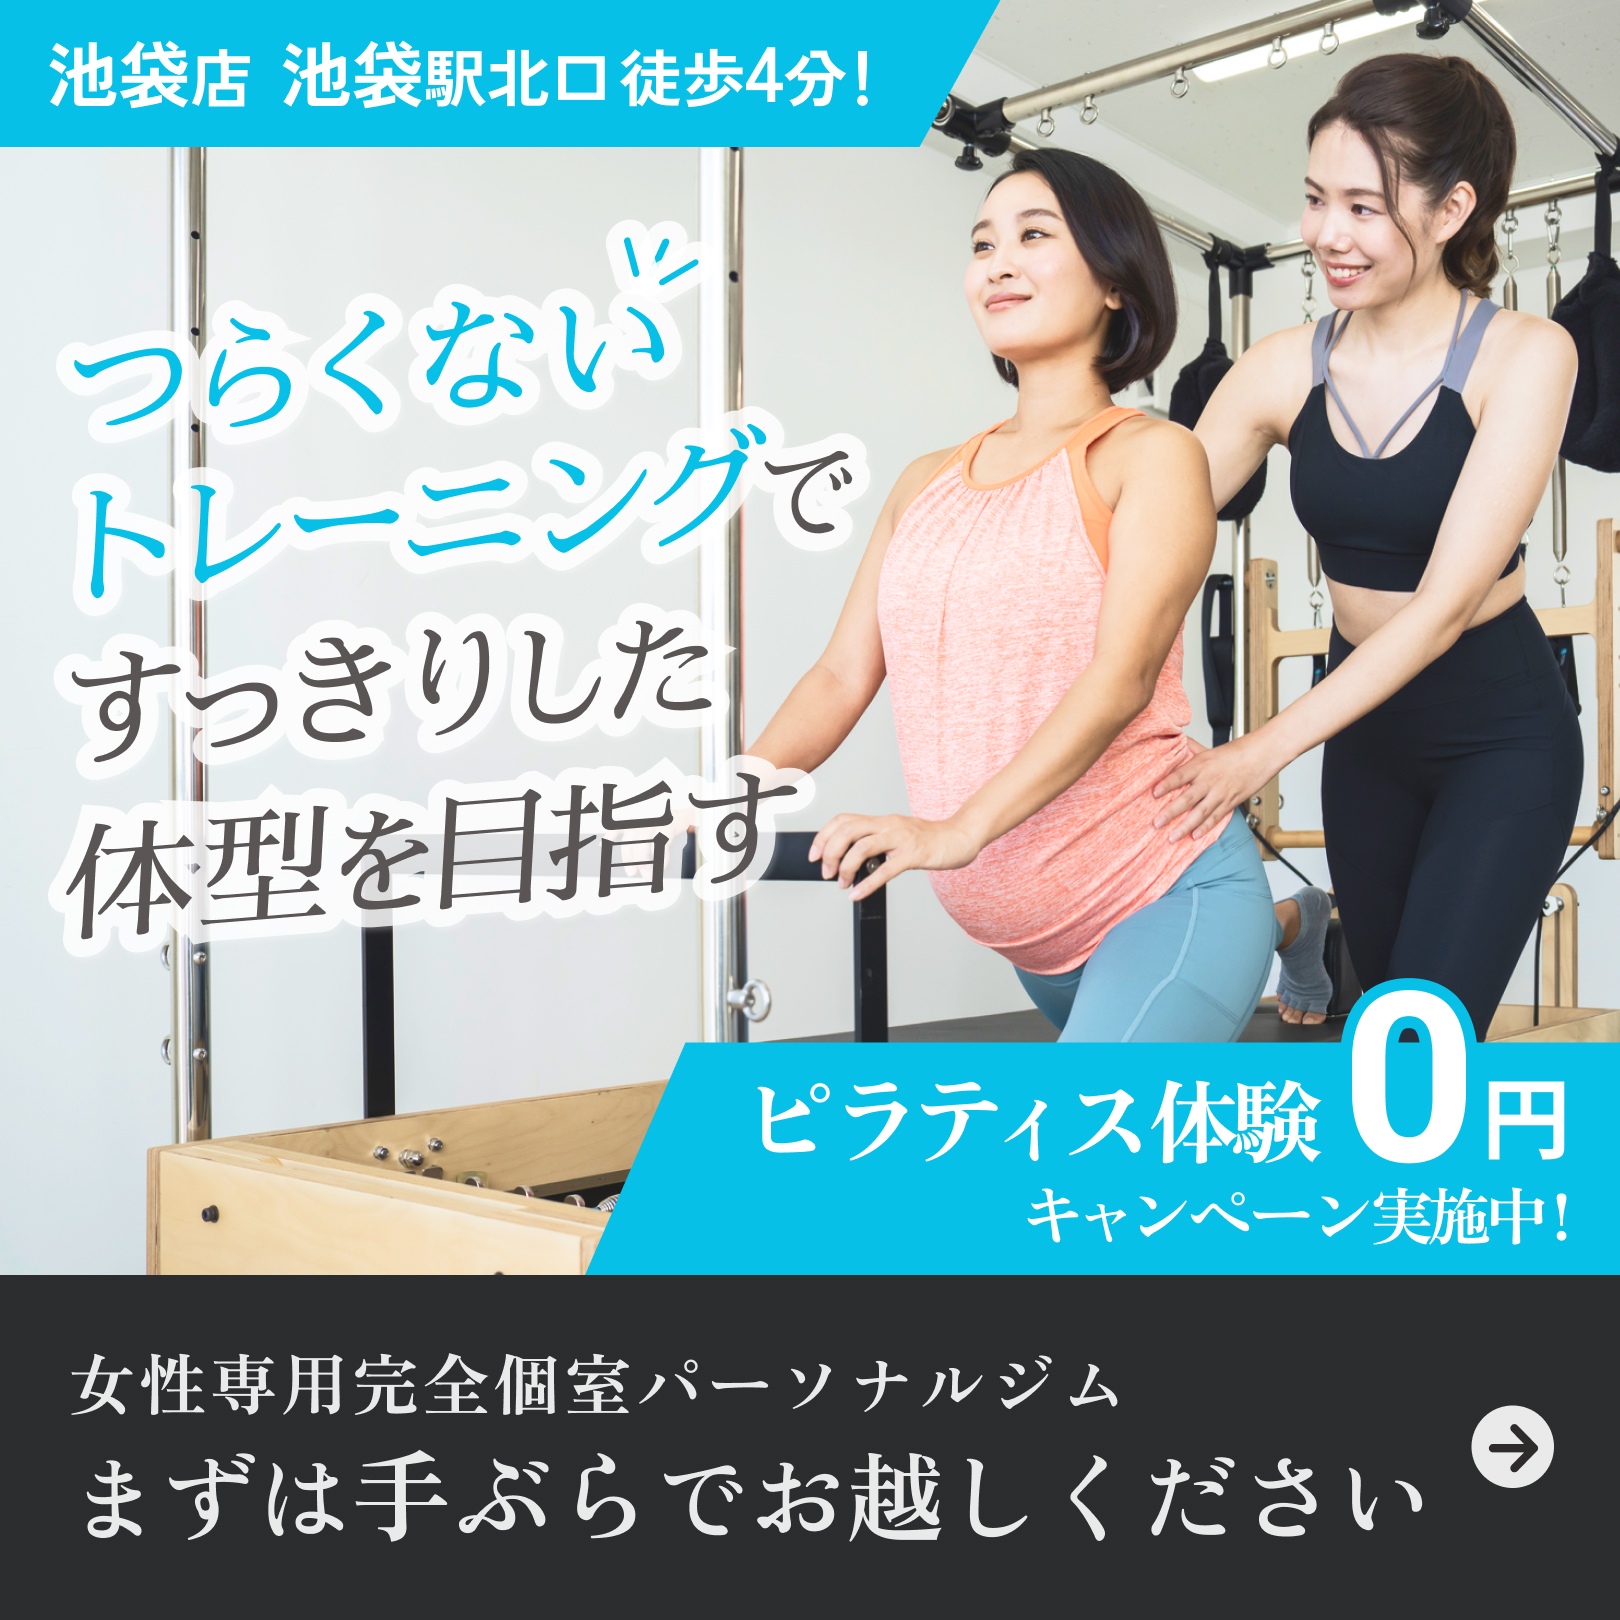 池袋店 池袋駅北口 徒歩4分！
つらくない
トレーニングで
すっきりした
体型を目指す
ピラティス体験0円
キャンペーン実施中！
女性専用完全個室パーソナルジム
まずは手ぶらでお越しください